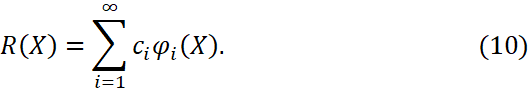 R(X) = ∑_{i=1}^{∞} c_i φ_i(X). (10)